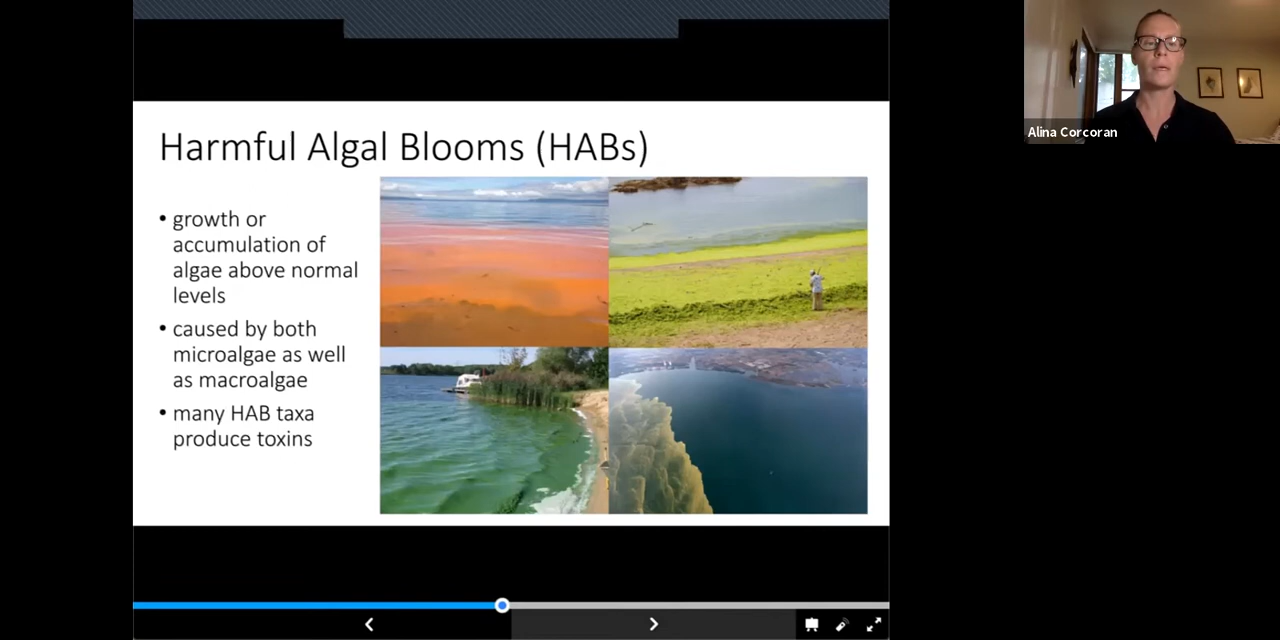 Harmful Algal Blooms (HABs)
• growth or
accumulation of
algae above normal
levels
• caused by both
microalgae as well
as macroalgae
• many HAB taxa
produce toxins
Alina Corcoran